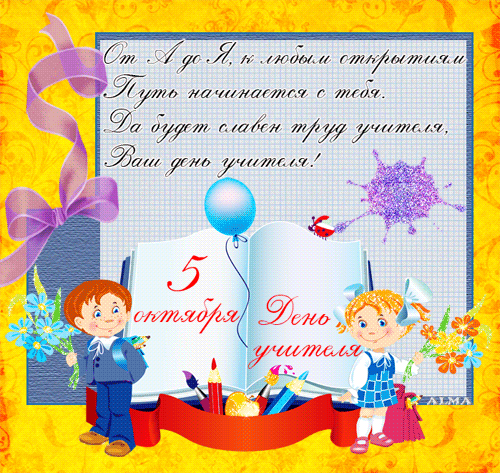 От А до Я, к любым открытиям
Путь начинается с тебя.
Да будет славен труд учителя,
Ваш день учителя!
5
октября
День
учителя
ALMA